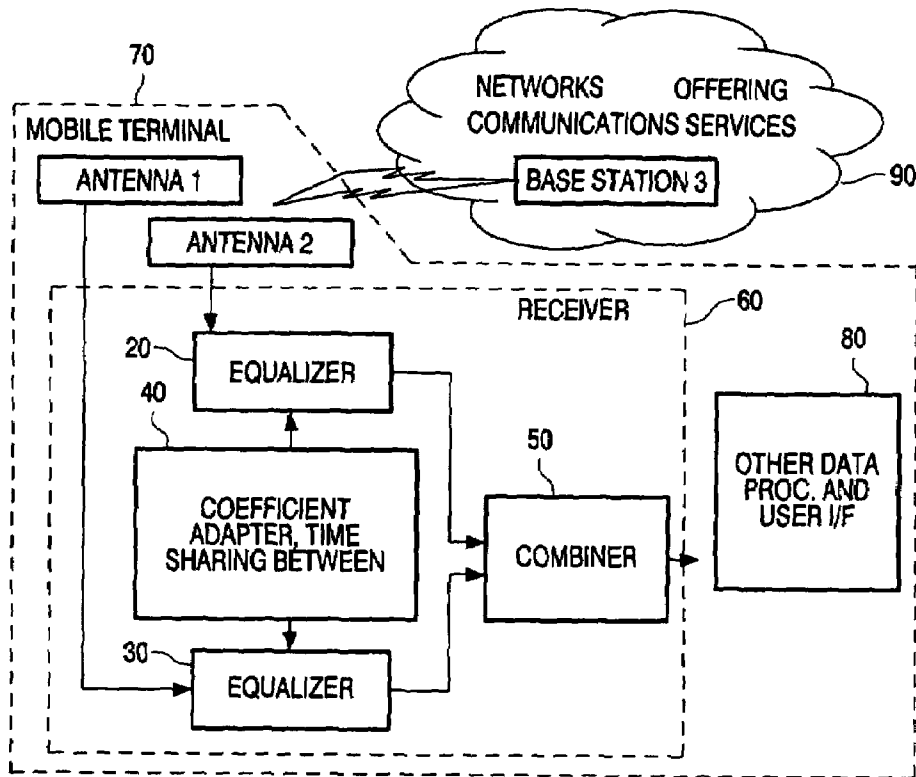 70
NETWORKS OFFERING
COMMUNICATIONS SERVICES
MOBILE TERMINAL
ANTENNA 1
BASE STATION 3
90
ANTENNA 2
RECEIVER
60
20
EQUALIZER
80
40
50
COEFFICIENT
ADAPTER, TIME
SHARING BETWEEN
COMBINER
OTHER DATA
PROC. AND
USER I/F
30
EQUALIZER